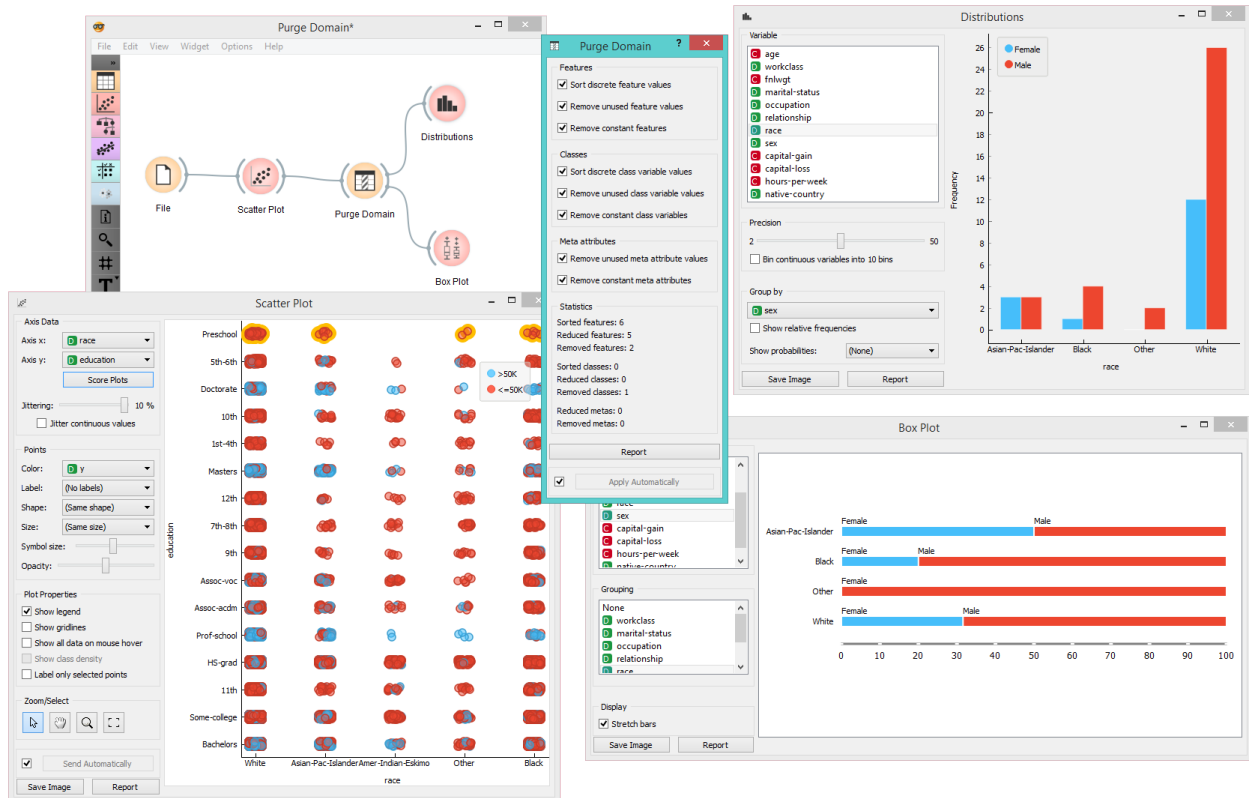 Purge Domain*
File Edit View Widget Options Help
File
Scatter Plot
Purge Domain
Distributions
Box Plot
Purge Domain
?
Features
Sort discrete feature values
Remove unused feature values
Remove constant features
Classes
Sort discrete class variable values
Remove unused class variable values
Remove constant class variables
Meta attributes
Remove unused meta attribute values
Remove constant meta attributes
Statistics
Sorted features: 6
Reduced features: 5
Removed features: 2
Sorted classes: 0
Reduced classes: 0
Removed classes: 1
Reduced metas: 0
Removed metas: 0
Report
Apply Automatically
Distributions
Variable
C age
D workclass
C fnlwgt
D marital-status
D occupation
D relationship
D race
D sex
C capital-gain
C capital-loss
C hours-per-week
D native-country
Precision
2 50
Bin continuous variables into 10 bins
Group by
D sex
Show relative frequencies
Show probabilities: (None)
Save Image Report
Female
Male
Frequency
26
24
22
20
18
16
14
12
10
8
6
4
2
0
Asian-Pac-Islander Black Other White
race
Scatter Plot
Axis Data
Axis x: D race
Axis y: D education
Score Plots
Jittering: 10 %
Jitter continuous values
Points
Color: D y
Label: (No labels)
Shape: (Same shape)
Size: (Same size)
Symbol size:
Opacity:
Plot Properties
Show legend
Show gridlines
Show all data on mouse hover
Show class density
Label only selected points
Zoom/Select
Send Automatically
Save Image Report
education
Preschool
5th-6th
Doctorate
10th
1st-4th
Masters
12th
7th-8th
9th
Assoc-voc
Assoc-acdm
Prof-school
HS-grad
11th
Some-college
Bachelors
>50K
<=50K
White Asian-Pac-Islander Amer-Indian-Eskimo Other Black
race
Box Plot
race
D sex
C capital-gain
C capital-loss
C hours-per-week
D native-country
Grouping
None
D workclass
D marital-status
D occupation
D relationship
D race
Display
Stretch bars
Save Image Report
Female Male
Asian-Pac-Islander
Female Male
Black
Female
Other
Female Male
White
0 10 20 30 40 50 60 70 80 90 100